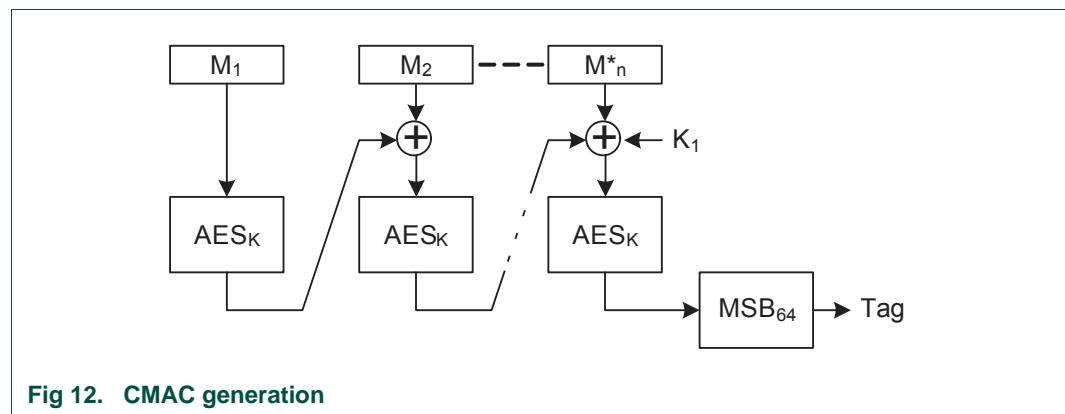 M1 M2 M*n
K1
AESK AESK AESK
MSB64 Tag
Fig 12. CMAC generation